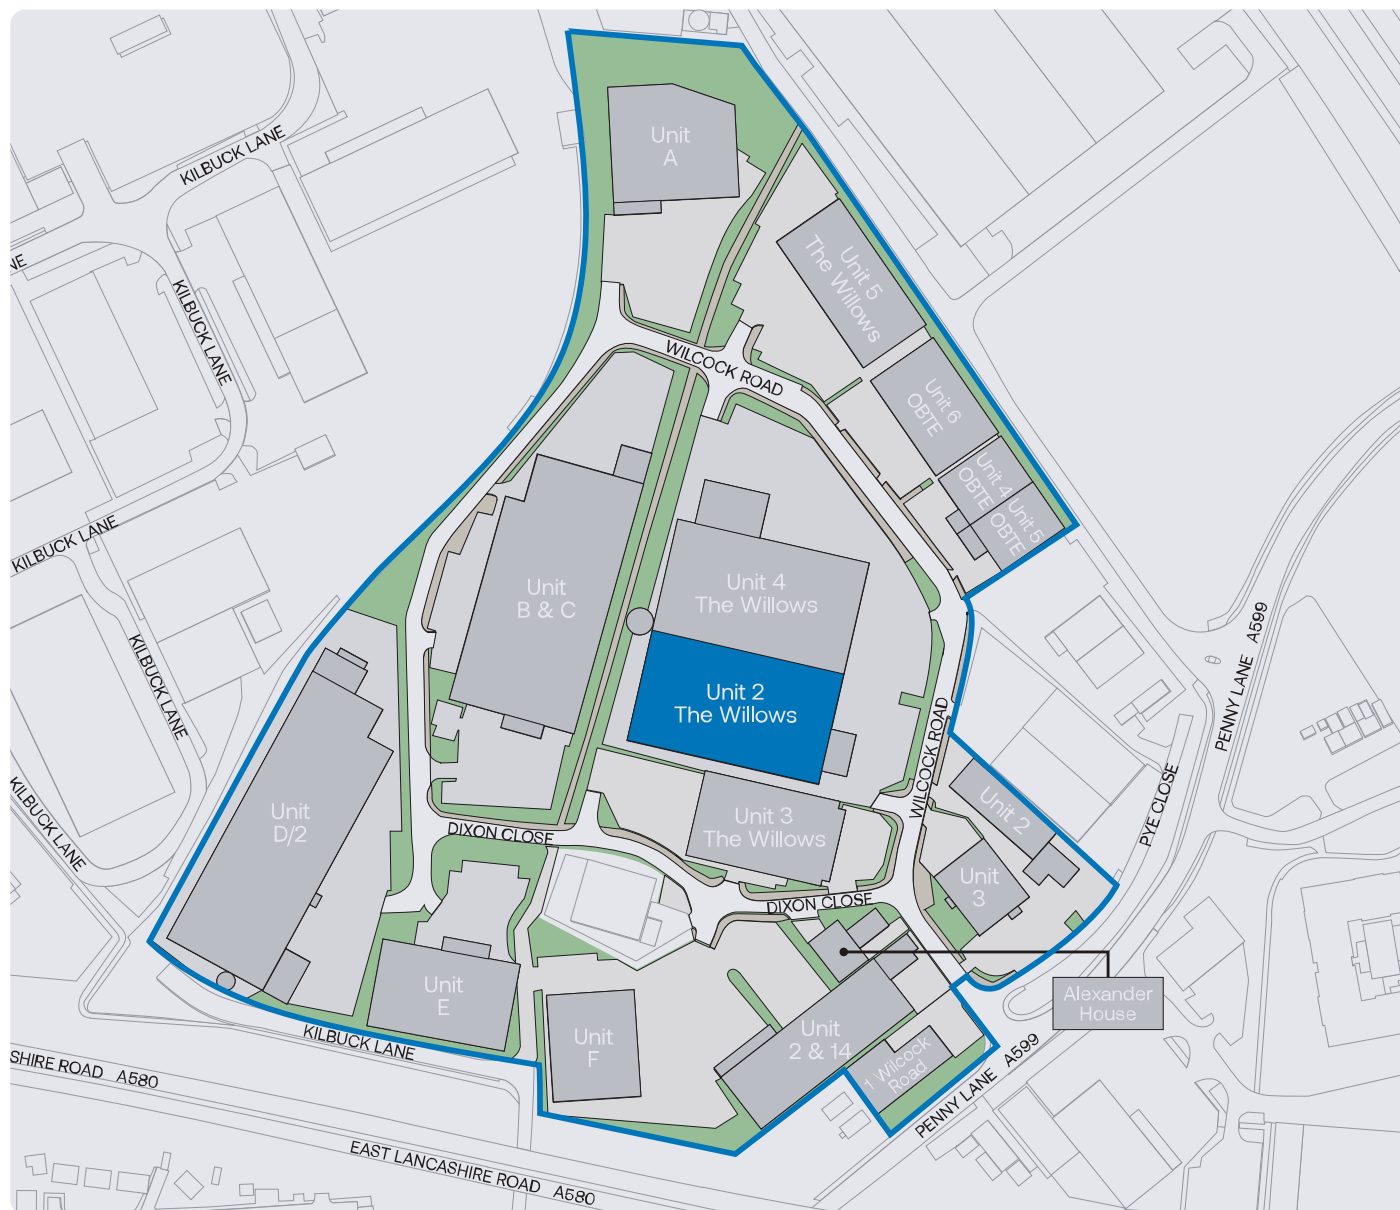 KILBUCK LANE
Unit
A
NE
Unit 5
The Willows
KILBUCK LANE
WILCOCK ROAD
Unit 6
OBTE
Unit 4
OBTE
Unit 5
OBTE
KILBUCK LANE
Unit
B & C
Unit 4
The Willows
KILBUCK LANE
PENNY LANE A599
Unit 2
The Willows
WILCOCK ROAD
KILBUCK LANE
Unit
D/2
DIXON CLOSE
Unit 3
The Willows
Unit 2
PYE CLOSE
Unit
3
DIXON CLOSE
Unit
E
Alexander
House
KILBUCK LANE
Unit
F
Unit
2 & 14
1 Wilcock
Road
PENNY LANE A599
SHIRE ROAD A580
EAST LANCASHIRE ROAD A580